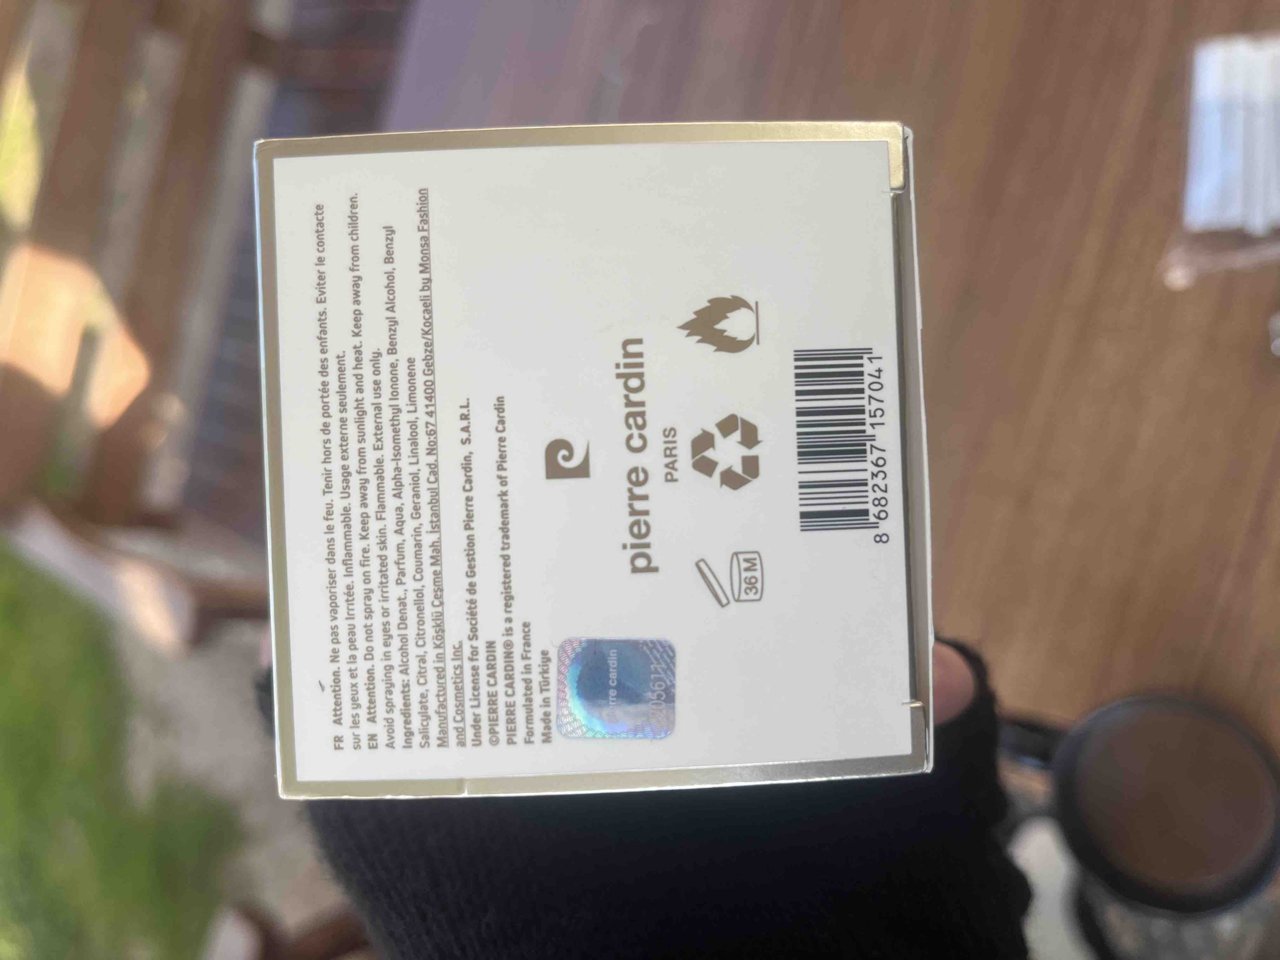 FR Attention. Ne pas vaporiser dans le feu. Tenir hors de portée des enfants. Eviter le contacte
sur les yeux et la peau Irritée. Inflammable. Usage externe seulement.
EN Attention. Do not spray on fire. Keep away from sunlight and heat. Keep away from children.
Avoid spraying in eyes or irritated skin. Flammable. External use only.
Ingredients: Alcohol Denat., Parfum, Aqua, Alpha-Isomethyl Ionone, Benzyl Alcohol, Benzyl
Salicylate, Citral, Citronellol, Coumarin, Geraniol, Linalool, Limonene
Manufactured in Köşklü Çeşme Mah. İstanbul Cad. No:67 41400 Gebze/Kocaeli by Monsa Fashion
and Cosmetics Inc.
Under License for Société de Gestion Pierre Cardin, S.A.R.L.
©PIERRE CARDIN
PIERRE CARDIN® is a registered trademark of Pierre Cardin
Formulated in France
Made in Türkiye
pierre cardin
PARIS
36 M
8 682367 157041